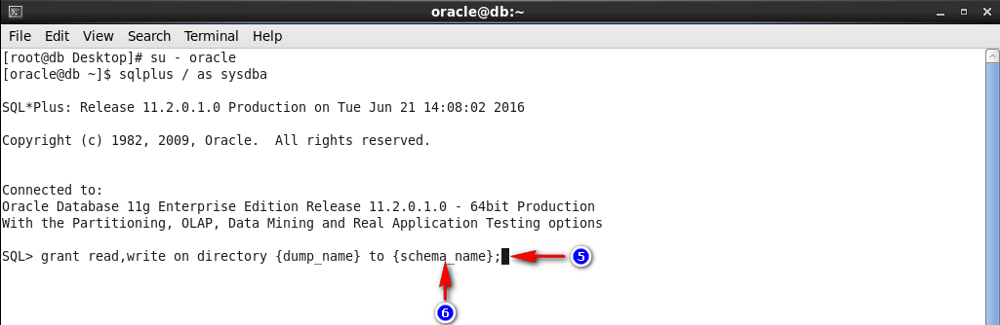 oracle@db:~
File Edit View Search Terminal Help
[root@db Desktop]# su - oracle
[oracle@db ~]$ sqlplus / as sysdba
SQL*Plus: Release 11.2.0.1.0 Production on Tue Jun 21 14:08:02 2016
Copyright (c) 1982, 2009, Oracle.  All rights reserved.
Connected to:
Oracle Database 11g Enterprise Edition Release 11.2.0.1.0 - 64bit Production
With the Partitioning, OLAP, Data Mining and Real Application Testing options
SQL> grant read,write on directory {dump_name} to {schema_name};
5
6